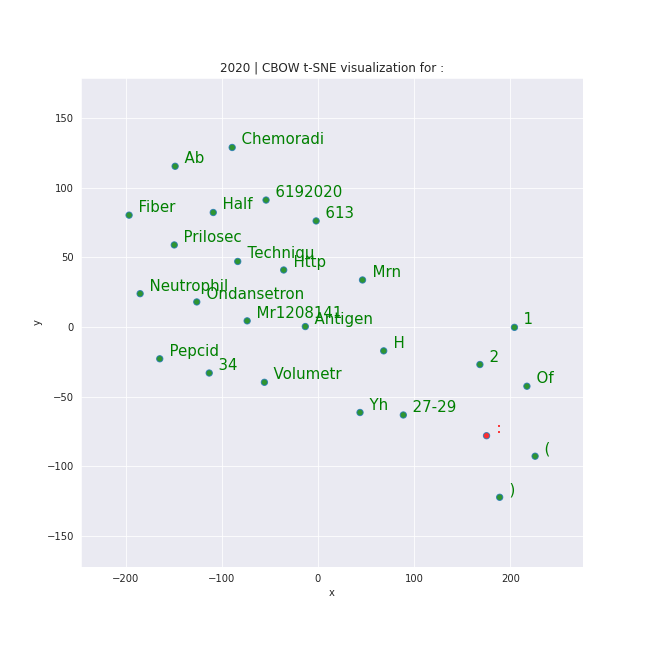 2020 | CBOW t-SNE visualization for :
150
100
50
0
−50
−100
−150
y
Chemoradi
Ab
6192020
Half
Fiber
613
Prilosec
Techniqu
Http
Mrn
Neutrophil
Ondansetron
Mr1208141
Antigen
1
H
Pepcid
2
34
Volumetr
Of
Yh
27-29
:
(
)
−200
−100
0
100
200
x